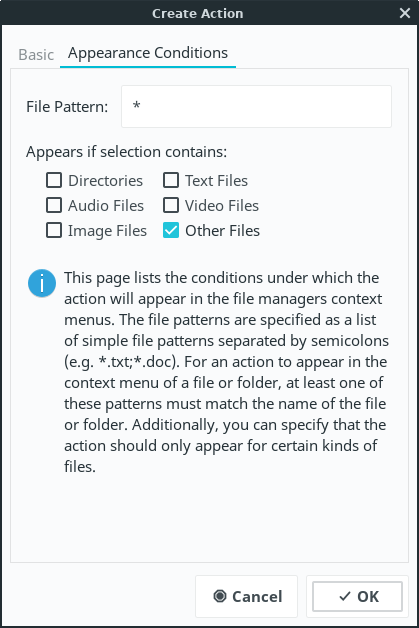 Create Action
Basic Appearance Conditions
File Pattern: *
Appears if selection contains:
Directories Text Files
Audio Files Video Files
Image Files Other Files
This page lists the conditions under which the
action will appear in the file managers context
menus. The file patterns are specified as a list
of simple file patterns separated by semicolons
(e.g. *.txt;*.doc). For an action to appear in the
context menu of a file or folder, at least one of
these patterns must match the name of the file
or folder. Additionally, you can specify that the
action should only appear for certain kinds of
files.
Cancel OK